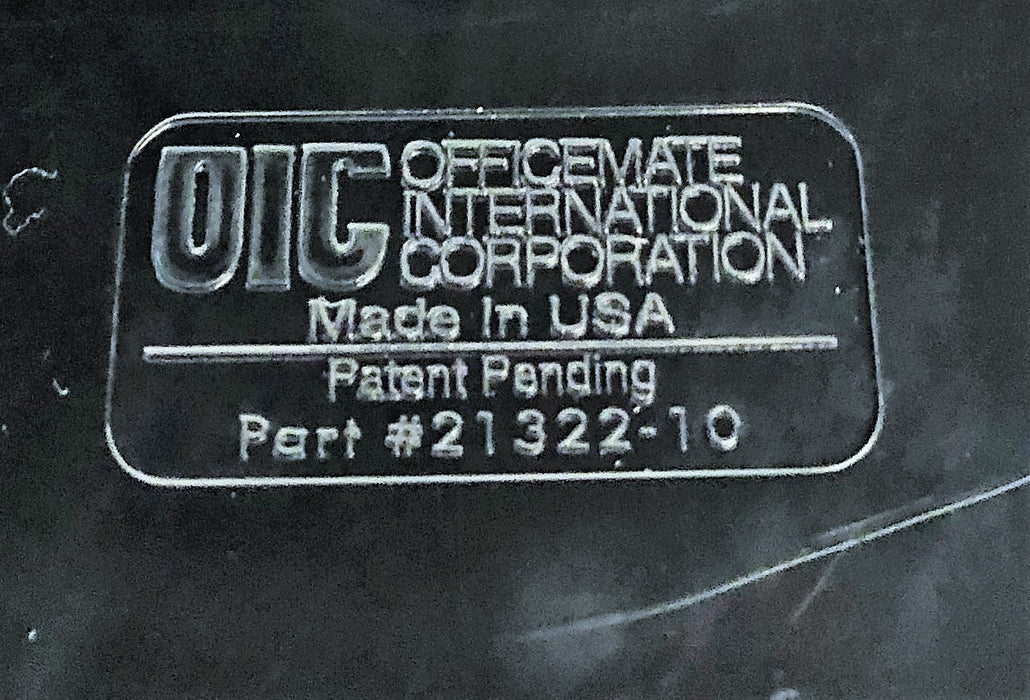 OIC
OFFICEMATE
INTERNATIONAL
CORPORATION
Made In USA
Patent Pending
Part #21322-10